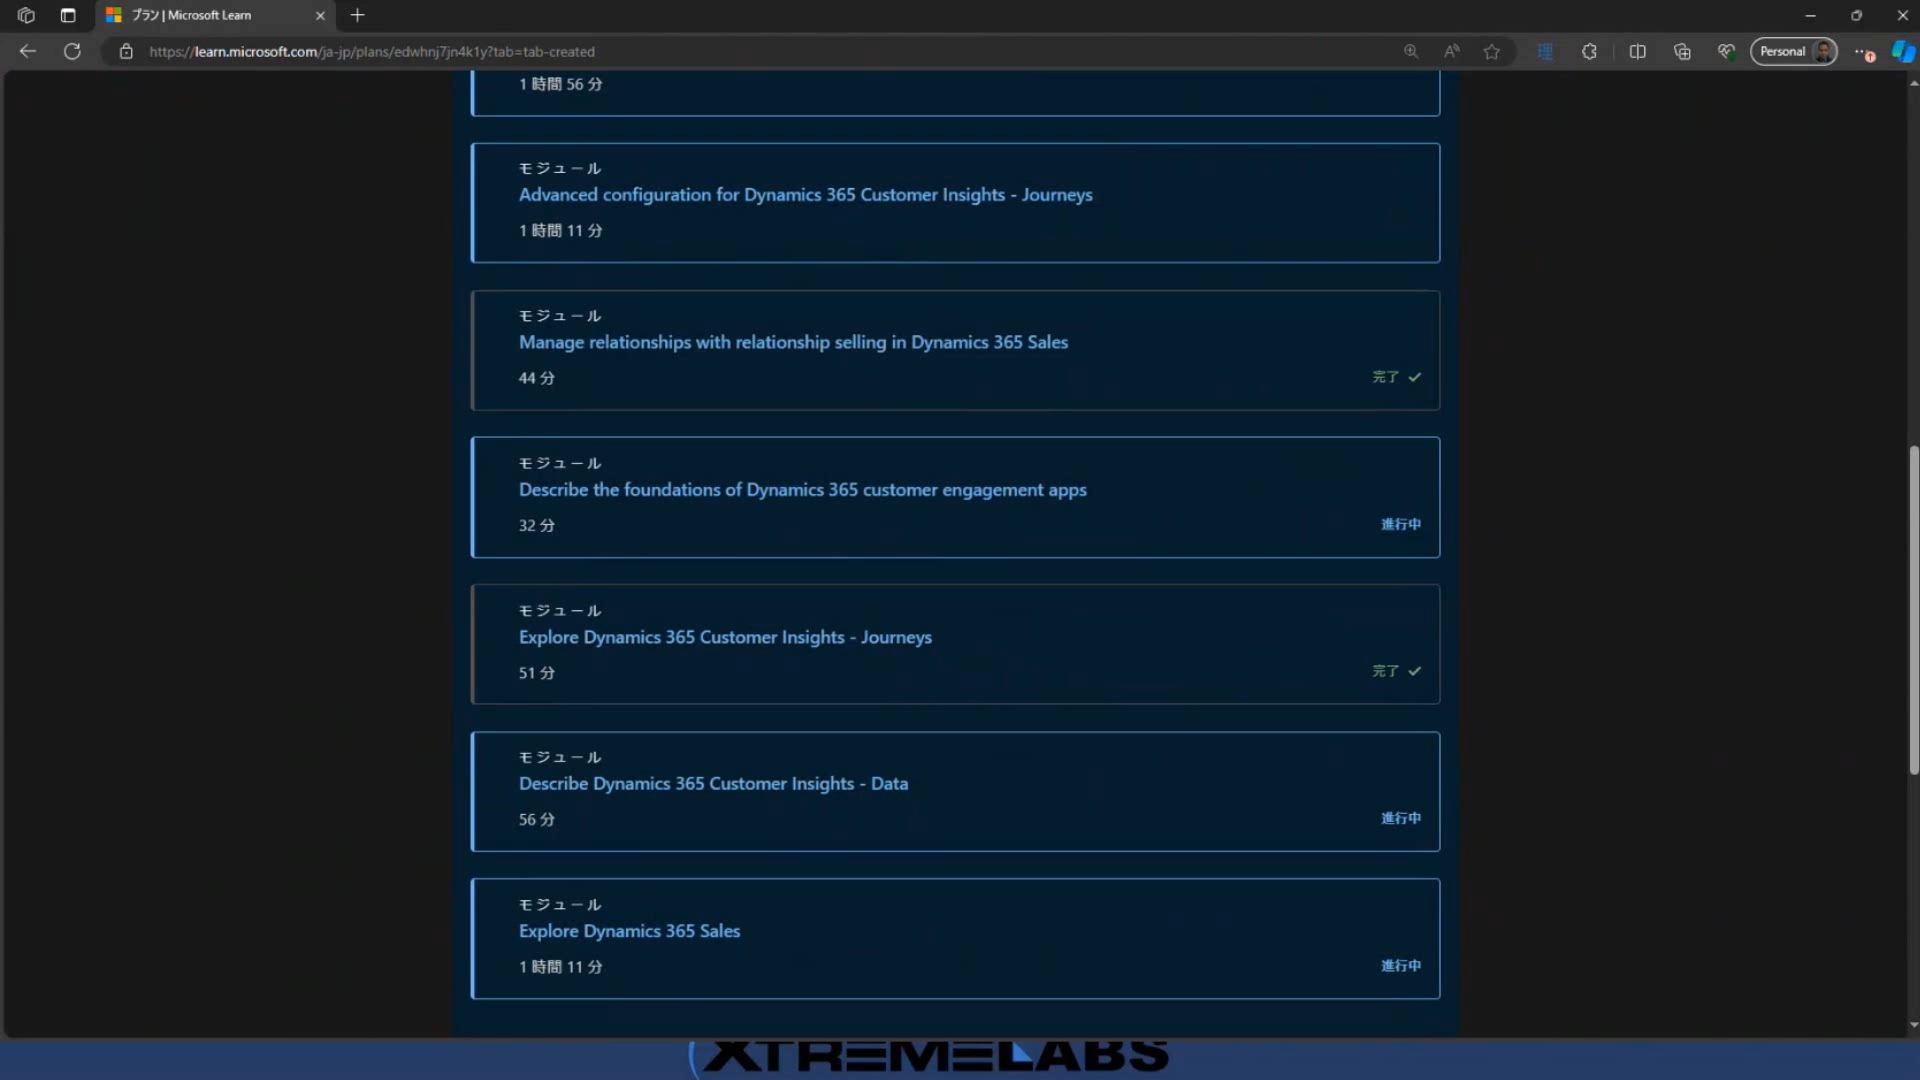 プラン | Microsoft Learn
https://learn.microsoft.com/ja-jp/plans/edwhnj7jn4k1y?tab=tab-created
Personal
1 時間 56 分
モジュール
Advanced configuration for Dynamics 365 Customer Insights - Journeys
1 時間 11 分
モジュール
Manage relationships with relationship selling in Dynamics 365 Sales
44 分
完了
モジュール
Describe the foundations of Dynamics 365 customer engagement apps
32 分
進行中
モジュール
Explore Dynamics 365 Customer Insights - Journeys
51 分
完了
モジュール
Describe Dynamics 365 Customer Insights - Data
56 分
進行中
モジュール
Explore Dynamics 365 Sales
1 時間 11 分
進行中
XTREMELABS